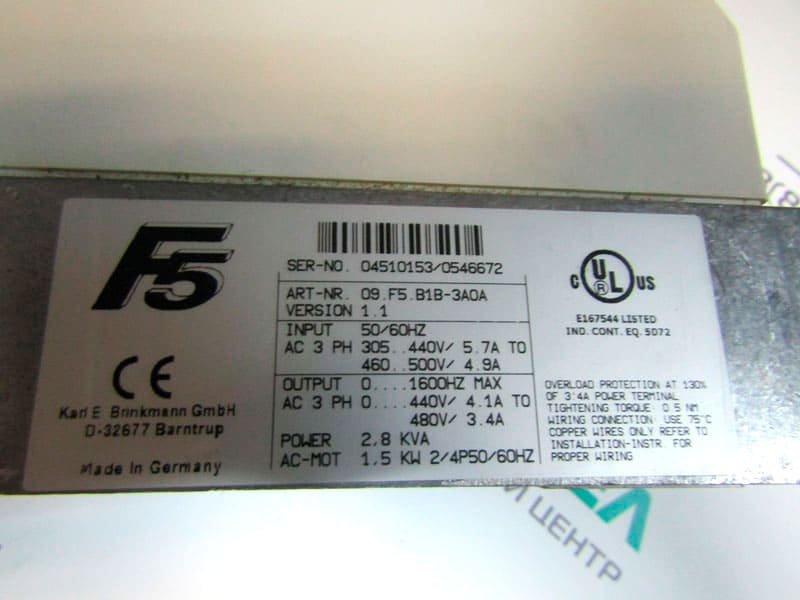 F5
SER-NO. 04510153/0546672
ART-NR. 09.F5.B1B-3A0A
VERSION 1.1
INPUT 50/60HZ
AC 3 PH 305..440V/ 5.7A TO
460..500V/ 4.9A
OUTPUT 0....1600HZ MAX
AC 3 PH 0....440V/ 4.1A TO
480V/ 3.4A
POWER 2,8 KVA
AC-MOT 1,5 KW 2/4P50/60HZ
CE
Karl E. Brinkmann GmbH
D-32677 Barntrup
Made In Germany
C UL US
®
E167544 LISTED
IND. CONT. EQ. 5D72
OVERLOAD PROTECTION AT 130%
OF 3.4A POWER TERMINAL
TIGHTENING TORQUE 0.5 NM
WIRING CONNECTION USE 75°C
COPPER WIRES ONLY REFER TO
INSTALLATION-INSTR. FOR
PROPER WIRING
ЦЕНТР